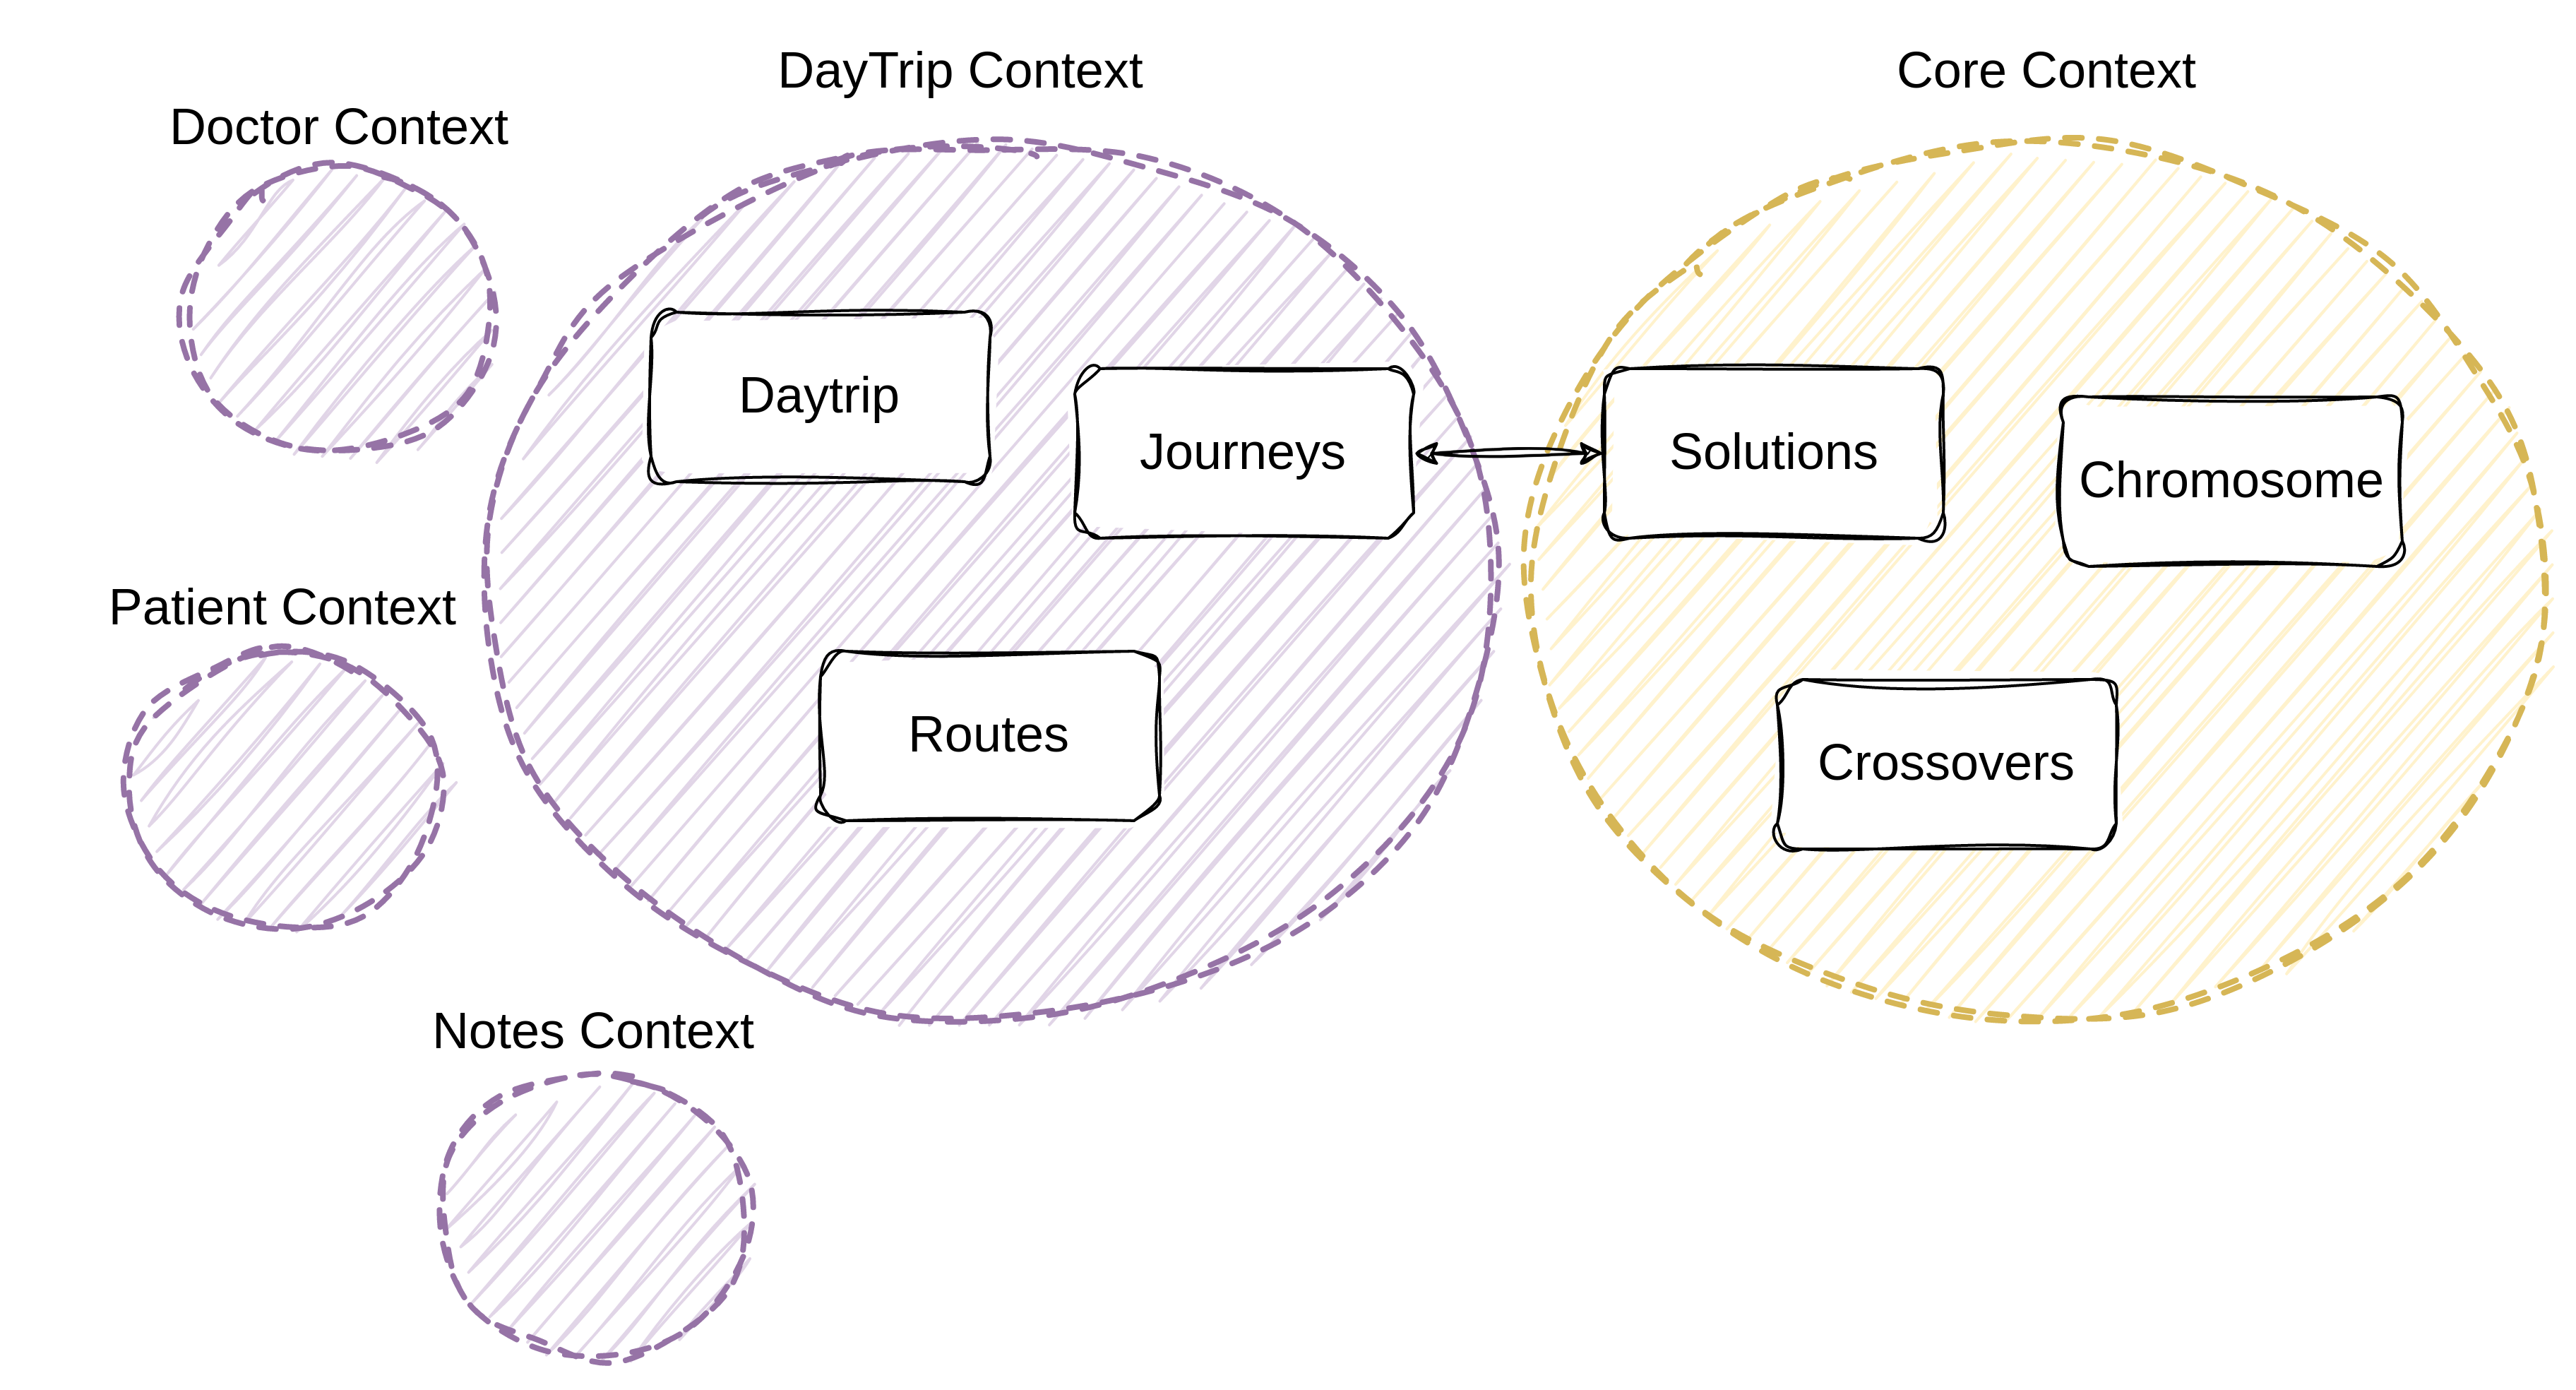 DayTrip Context
Core Context
Doctor Context
Daytrip
Journeys
Solutions
Chromosome
Patient Context
Routes
Crossovers
Notes Context